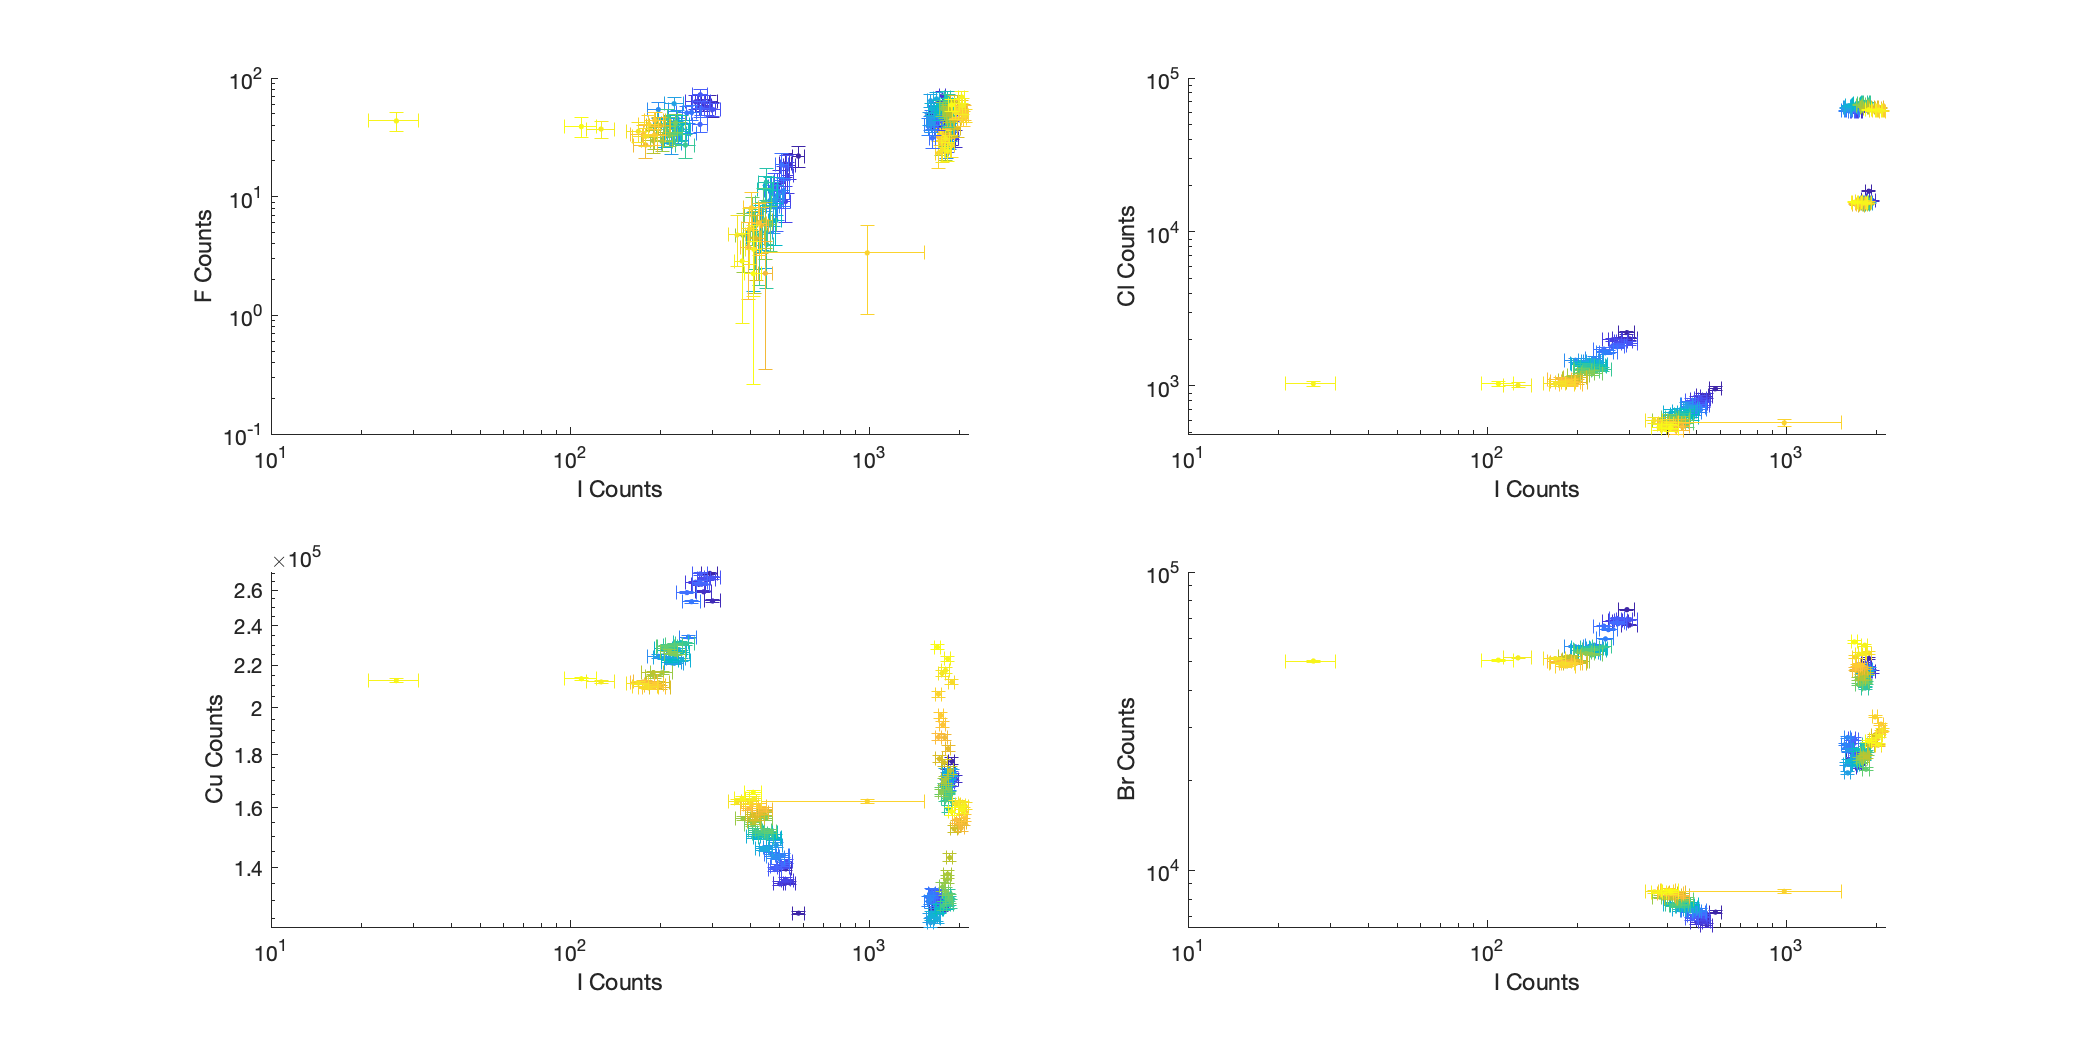 10^2
10^1
10^0
10^-1
F Counts
10^1 10^2 10^3
I Counts
10^5
10^4
10^3
Cl Counts
10^1 10^2 10^3
I Counts
×10^5
2.6
2.4
2.2
2
1.8
1.6
1.4
Cu Counts
10^1 10^2 10^3
I Counts
10^5
10^4
Br Counts
10^1 10^2 10^3
I Counts